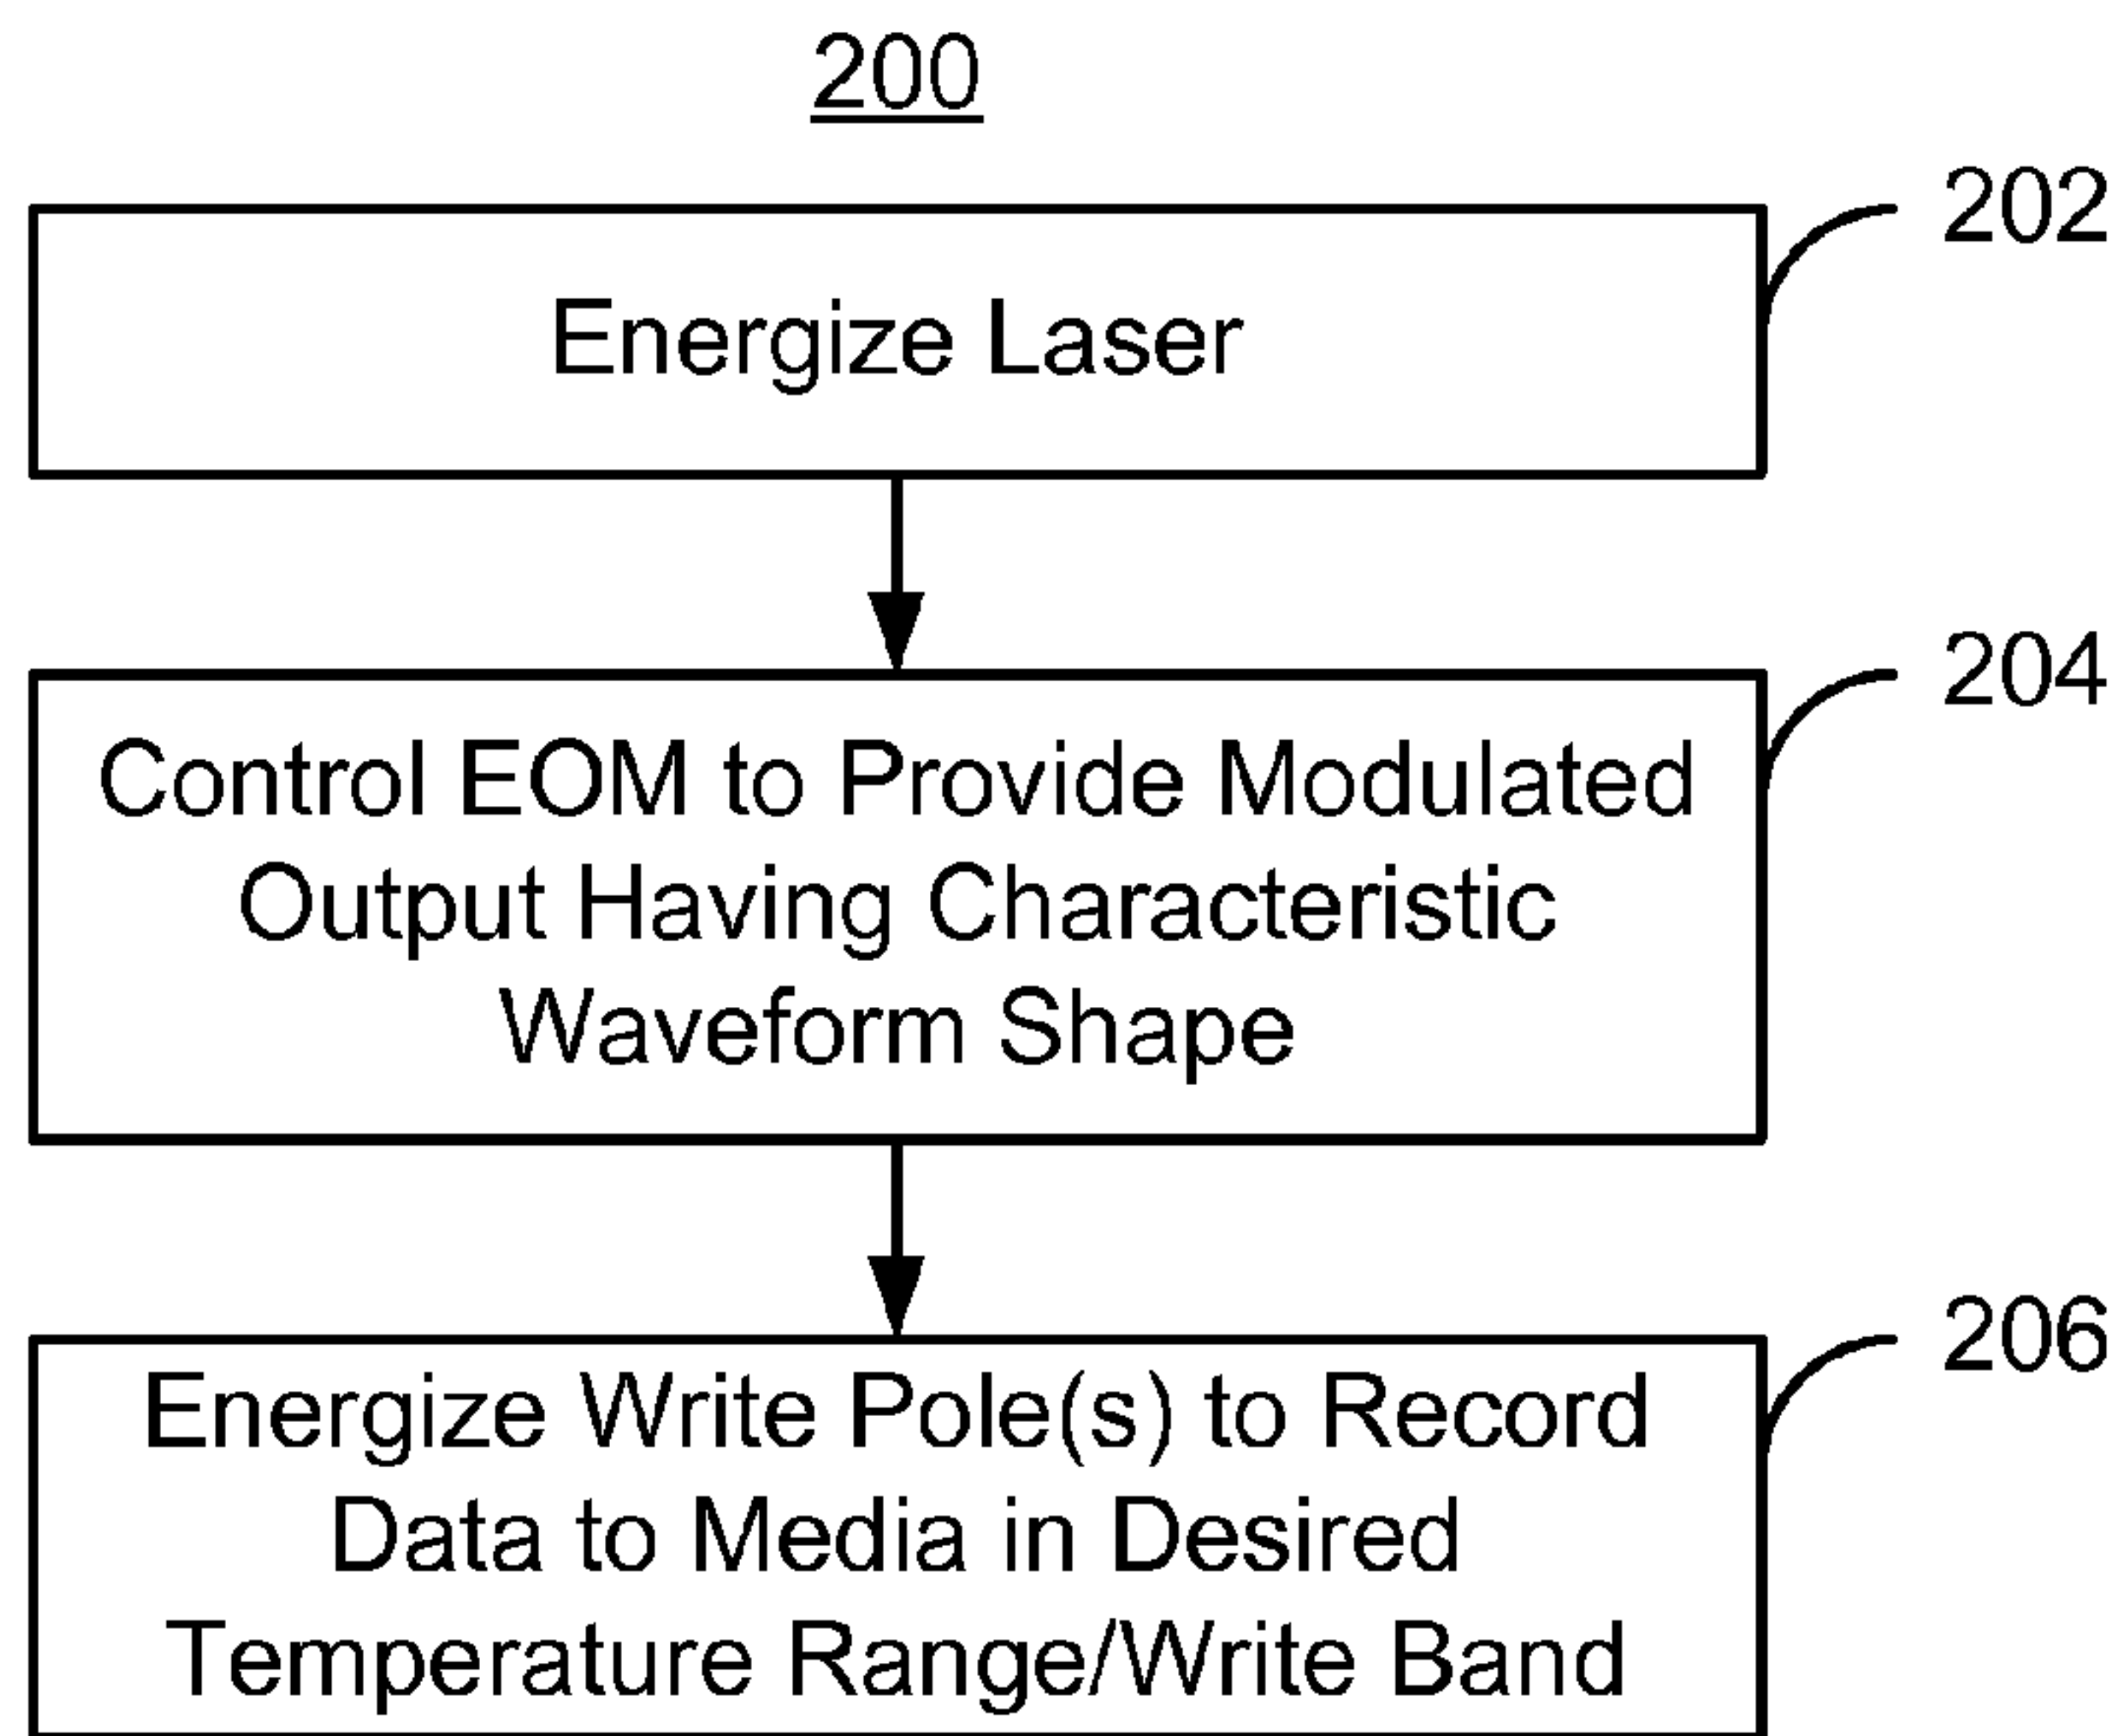 200
202
Energize Laser
204
Control EOM to Provide Modulated
Output Having Characteristic
Waveform Shape
206
Energize Write Pole(s) to Record
Data to Media in Desired
Temperature Range/Write Band